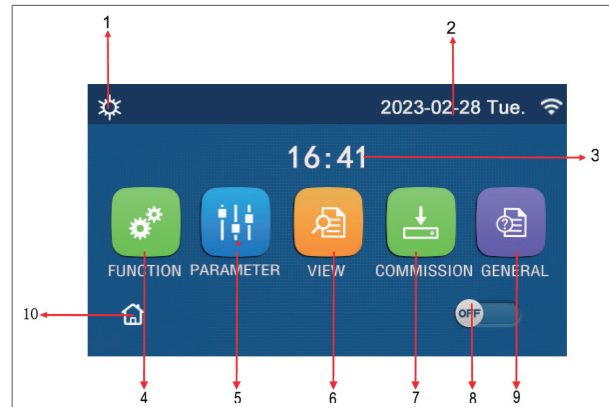 1
2
2023-02-28 Tue.
16:41
3
FUNCTION PARAMETER VIEW COMMISSION GENERAL
10
OFF
4 5 6 7 8 9